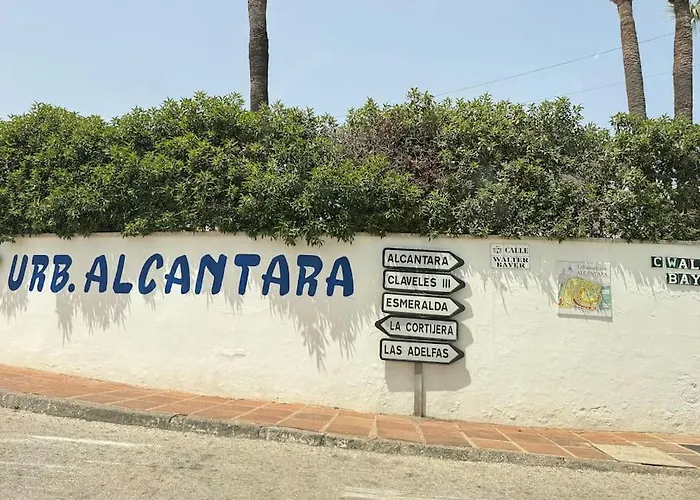 URB. ALCANTARA
ALCANTARA
CLAVELES III
ESMERALDA
LA CORTIJERA
LAS ADELFAS
CALLE
WALTER
BAYER
C WAL
BAY